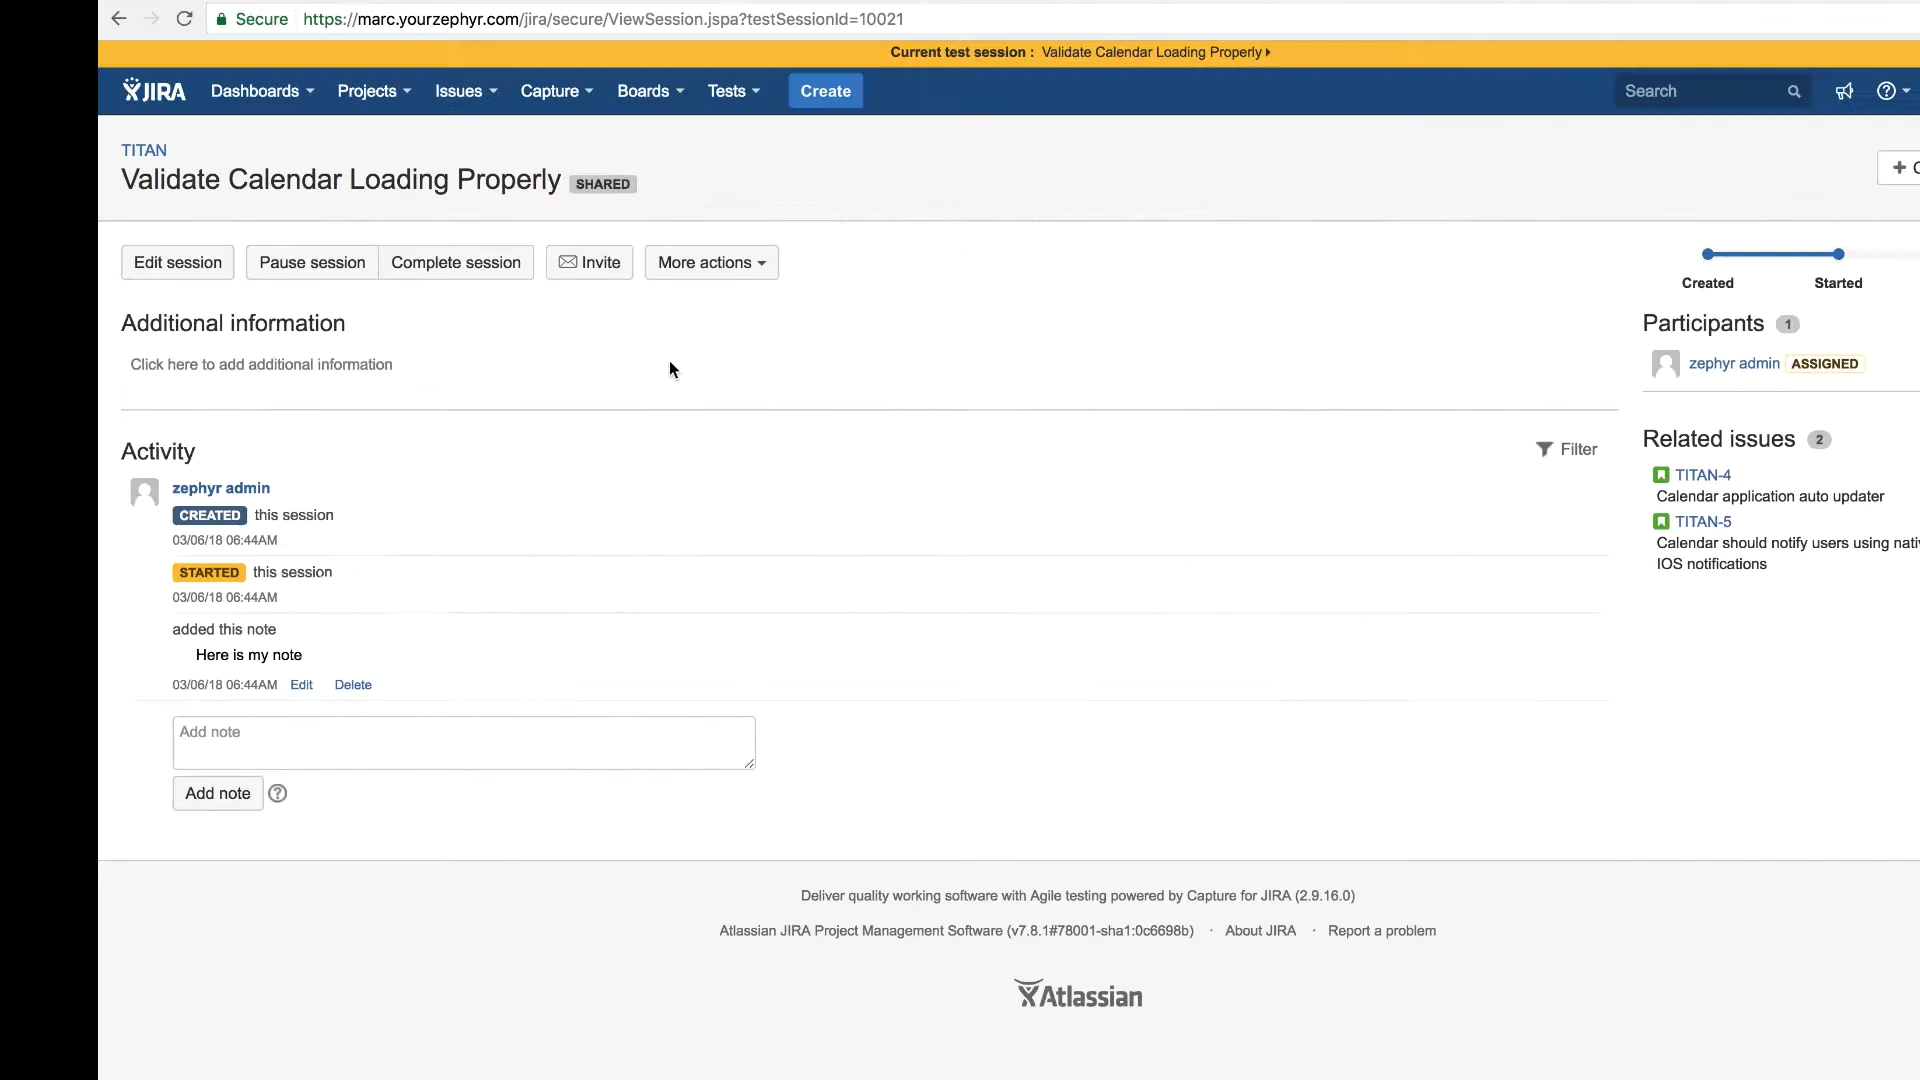 Secure https://marc.yourzephyr.com/jira/secure/ViewSession.jspa?testSessionId=10021
Current test session : Validate Calendar Loading Properly
JIRA Dashboards Projects Issues Capture Boards Tests Create Search
TITAN
Validate Calendar Loading Properly SHARED
Edit session Pause session Complete session Invite More actions
Created Started
Additional information
Participants 1
Click here to add additional information
zephyr admin ASSIGNED
Activity
Filter
Related issues 2
zephyr admin
CREATED this session
03/06/18 06:44AM
STARTED this session
03/06/18 06:44AM
added this note
Here is my note
03/06/18 06:44AM Edit Delete
Add note
Add note
TITAN-4
Calendar application auto updater
TITAN-5
Calendar should notify users using nati
IOS notifications
Deliver quality working software with Agile testing powered by Capture for JIRA (2.9.16.0)
Atlassian JIRA Project Management Software (v7.8.1#78001-sha1:0c6698b) · About JIRA · Report a problem
Atlassian